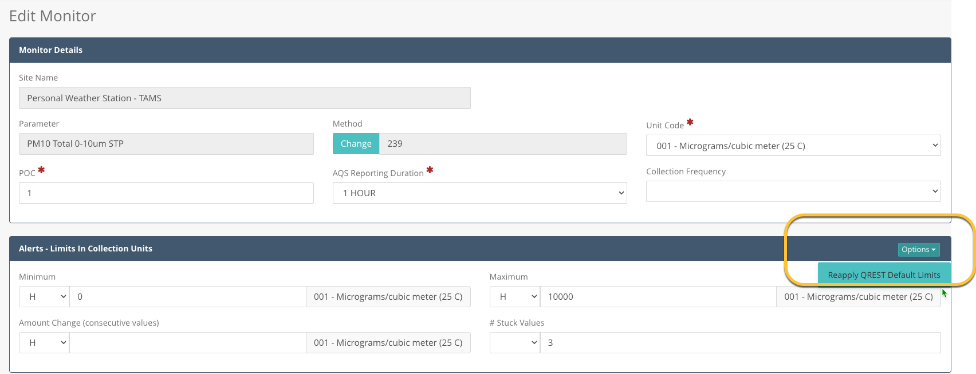 Edit Monitor
Monitor Details
Site Name
Personal Weather Station - TAMS
Parameter
PM10 Total 0-10um STP
Method
Change 239
Unit Code *
001 - Micrograms/cubic meter (25 C)
POC *
1
AQS Reporting Duration *
1 HOUR
Collection Frequency
Alerts - Limits In Collection Units
Options
Reapply QREST Default Limits
Minimum
H 0 001 - Micrograms/cubic meter (25 C)
Maximum
H 10000 001 - Micrograms/cubic meter (25 C)
Amount Change (consecutive values)
H 001 - Micrograms/cubic meter (25 C)
# Stuck Values
3